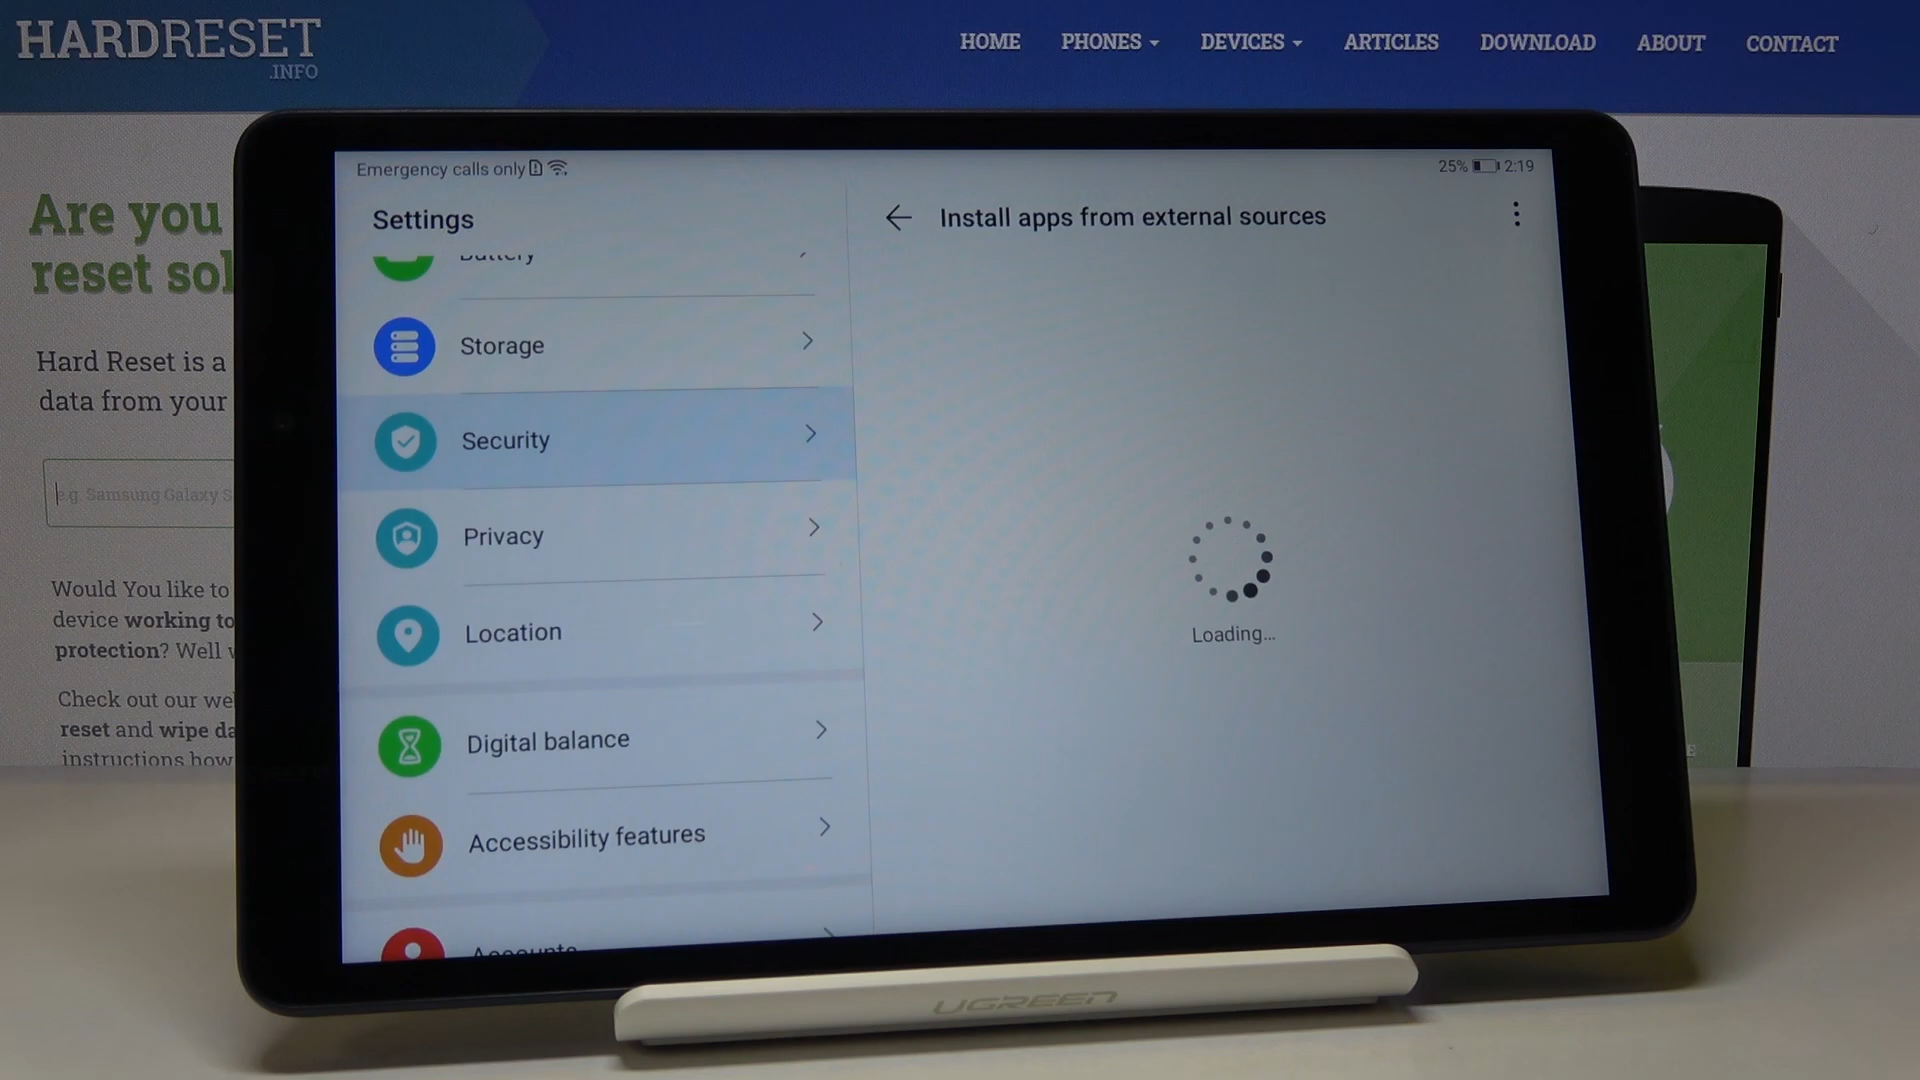 HARDRESET
.INFO
HOME PHONES DEVICES ARTICLES DOWNLOAD ABOUT CONTACT
Are you
reset sol
Hard Reset is a
data from your
e.g. Samsung Galaxy S
Would You like to
device working to
protection? Well
Check out our we
reset and wipe da
instructions how
Emergency calls only
25% 2:19
Settings
Battery
Storage
Security
Privacy
Location
Digital balance
Accessibility features
Accounts
Install apps from external sources
Loading...
UGREEN